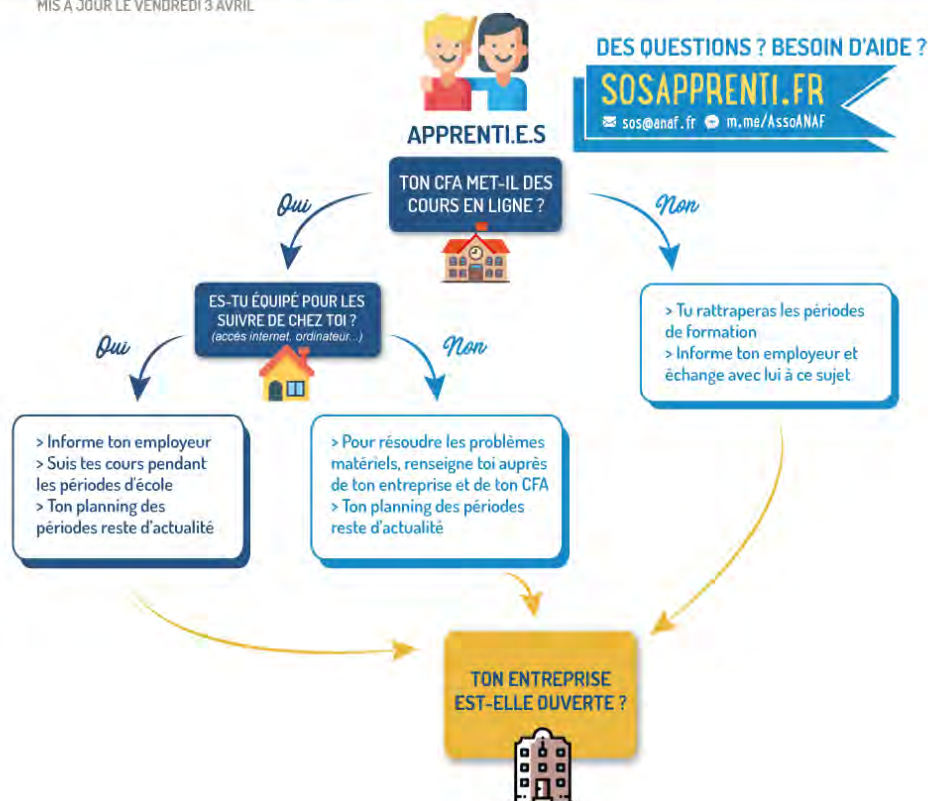 MIS À JOUR LE VENDREDI 3 AVRIL
DES QUESTIONS ? BESOIN D'AIDE ?
SOSAPPRENTI.FR
sos@anaf.fr m.me/AssoANAF
APPRENTI.E.S
TON CFA MET-IL DES
COURS EN LIGNE ?
Oui
Non
ES-TU ÉQUIPÉ POUR LES
SUIVRE DE CHEZ TOI ?
(accès internet, ordinateur...)
> Tu rattraperas les périodes
de formation
> Informe ton employeur et
échange avec lui à ce sujet
Oui
Non
> Informe ton employeur
> Suis tes cours pendant
les périodes d'école
> Ton planning des
périodes reste d'actualité
> Pour résoudre les problèmes
matériels, renseigne toi auprès
de ton entreprise et de ton CFA
> Ton planning des périodes
reste d'actualité
TON ENTREPRISE
EST-ELLE OUVERTE ?